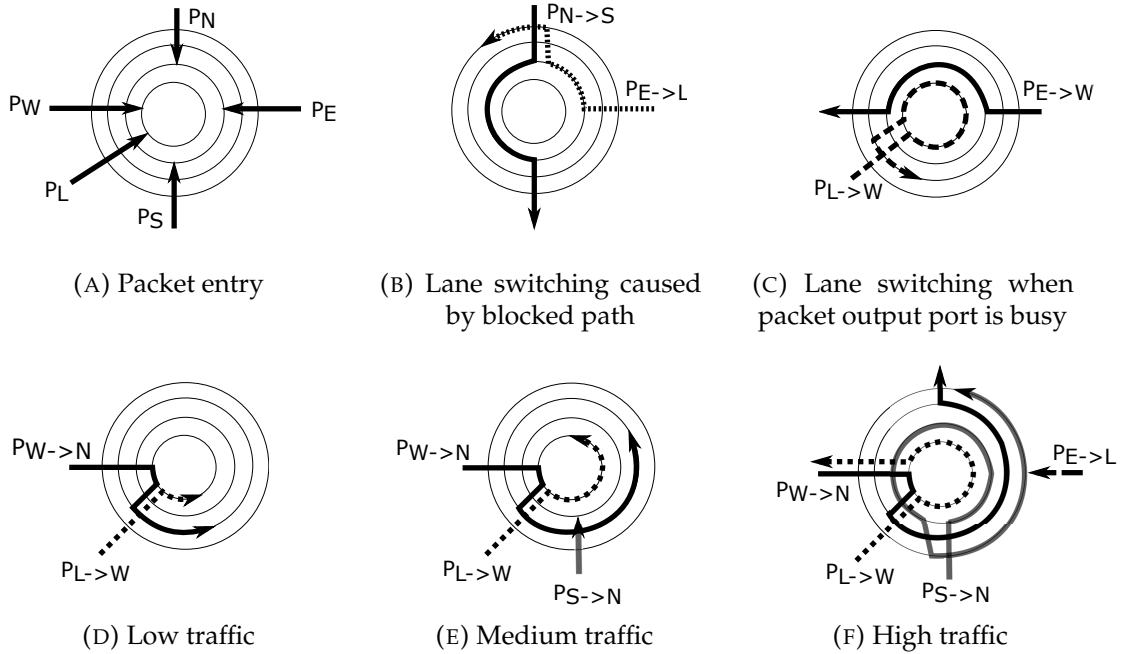 PN
PW
PE
PL
PS
(A) Packet entry
PN->S
PE->L
(B) Lane switching caused
by blocked path
PE->W
PL->W
(C) Lane switching when
packet output port is busy
PW->N
PL->W
(D) Low traffic
PW->N
PL->W
PS->N
(E) Medium traffic
PE->L
PW->N
PL->W
PS->N
(F) High traffic